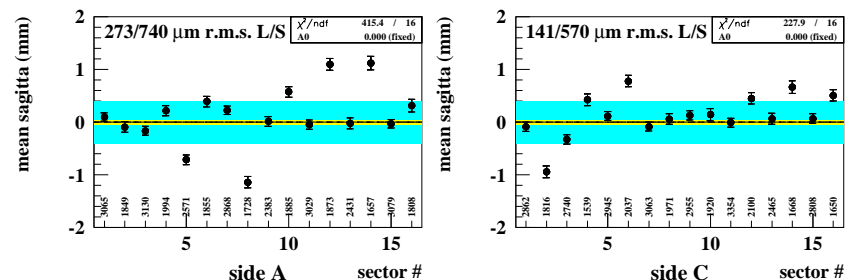 mean sagitta (mm)
2
1
0
-1
-2
273/740 μm r.m.s. L/S
χ²/ndf 415.4 / 16
A0 0.000 (fixed)
3065 1849 3130 1994 2571 1855 2868 1728 2383 1885 3029 1873 2431 1657 3079 1808
5 10 15
side A sector #
mean sagitta (mm)
2
1
0
-1
-2
141/570 μm r.m.s. L/S
χ²/ndf 227.9 / 16
A0 0.000 (fixed)
2862 1816 2740 1539 2945 2037 3063 1971 2955 1920 3354 2100 2465 1668 2808 1650
5 10 15
side C sector #